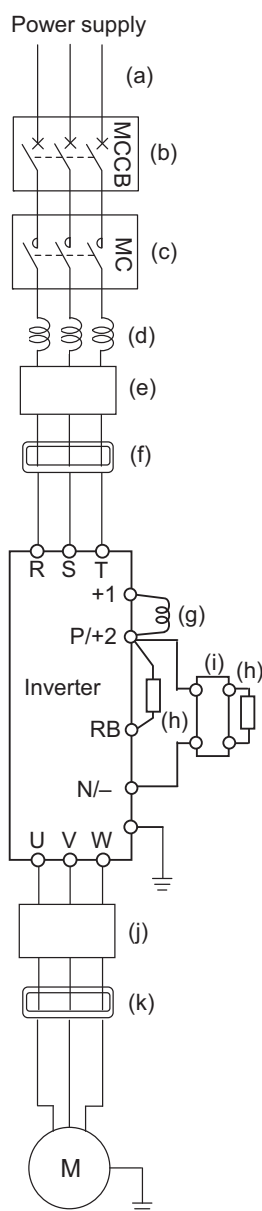 Power supply
(a)
MCCB
(b)
MC
(c)
(d)
(e)
(f)
R S T
+1
(g)
P/+2
(i)
(h)
Inverter
(h)
RB
N/–
U V W
(j)
(k)
M